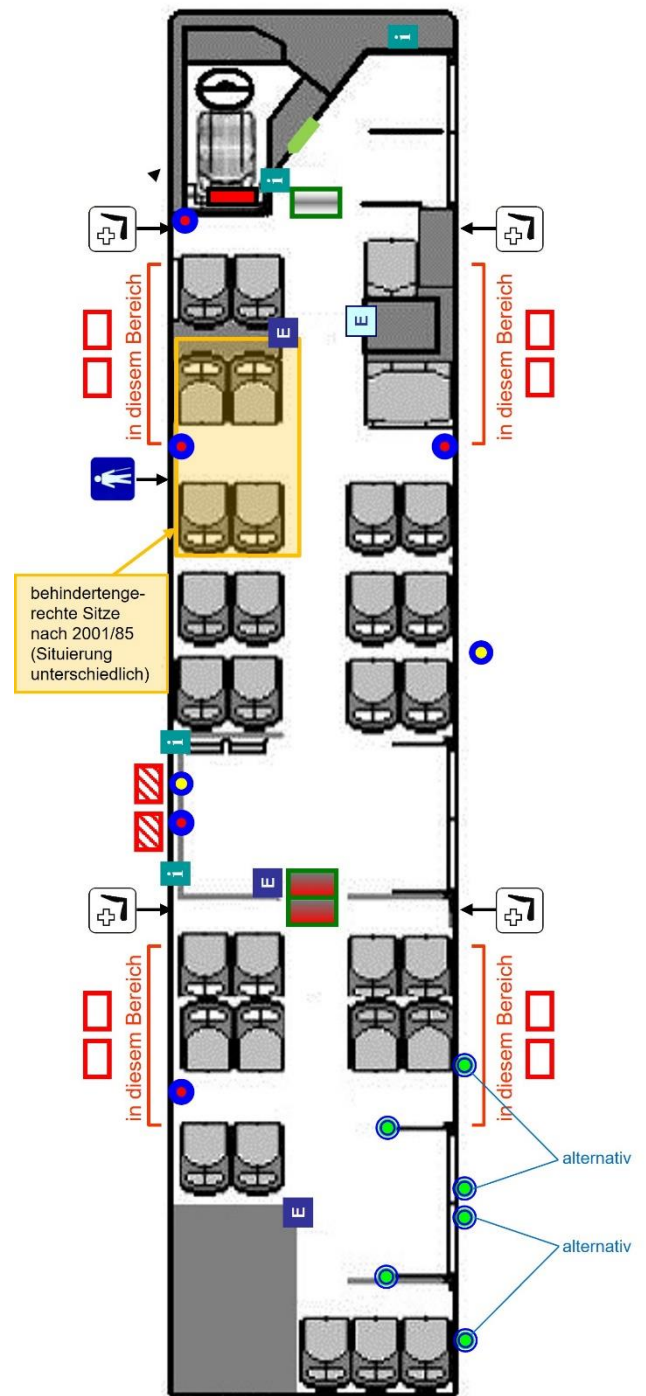 i
i
in diesem Bereich
E
E
in diesem Bereich
behindertenge-
rechte Sitze
nach 2001/85
(Situierung
unterschiedlich)
i
i
E
in diesem Bereich
in diesem Bereich
alternativ
E
alternativ